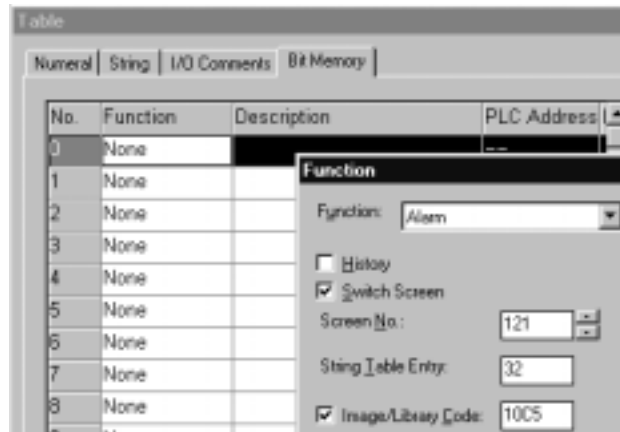 Table
Numeral String I/O Comments Bit Memory
No. Function Description PLC Address
0 None --
Function
1 None
Function: Alarm
2 None
3 None
History
4 None
Switch Screen
5 None
Screen No.: 121
6 None
String Table Entry: 32
7 None
8 None
Image/Library Code: 10C5